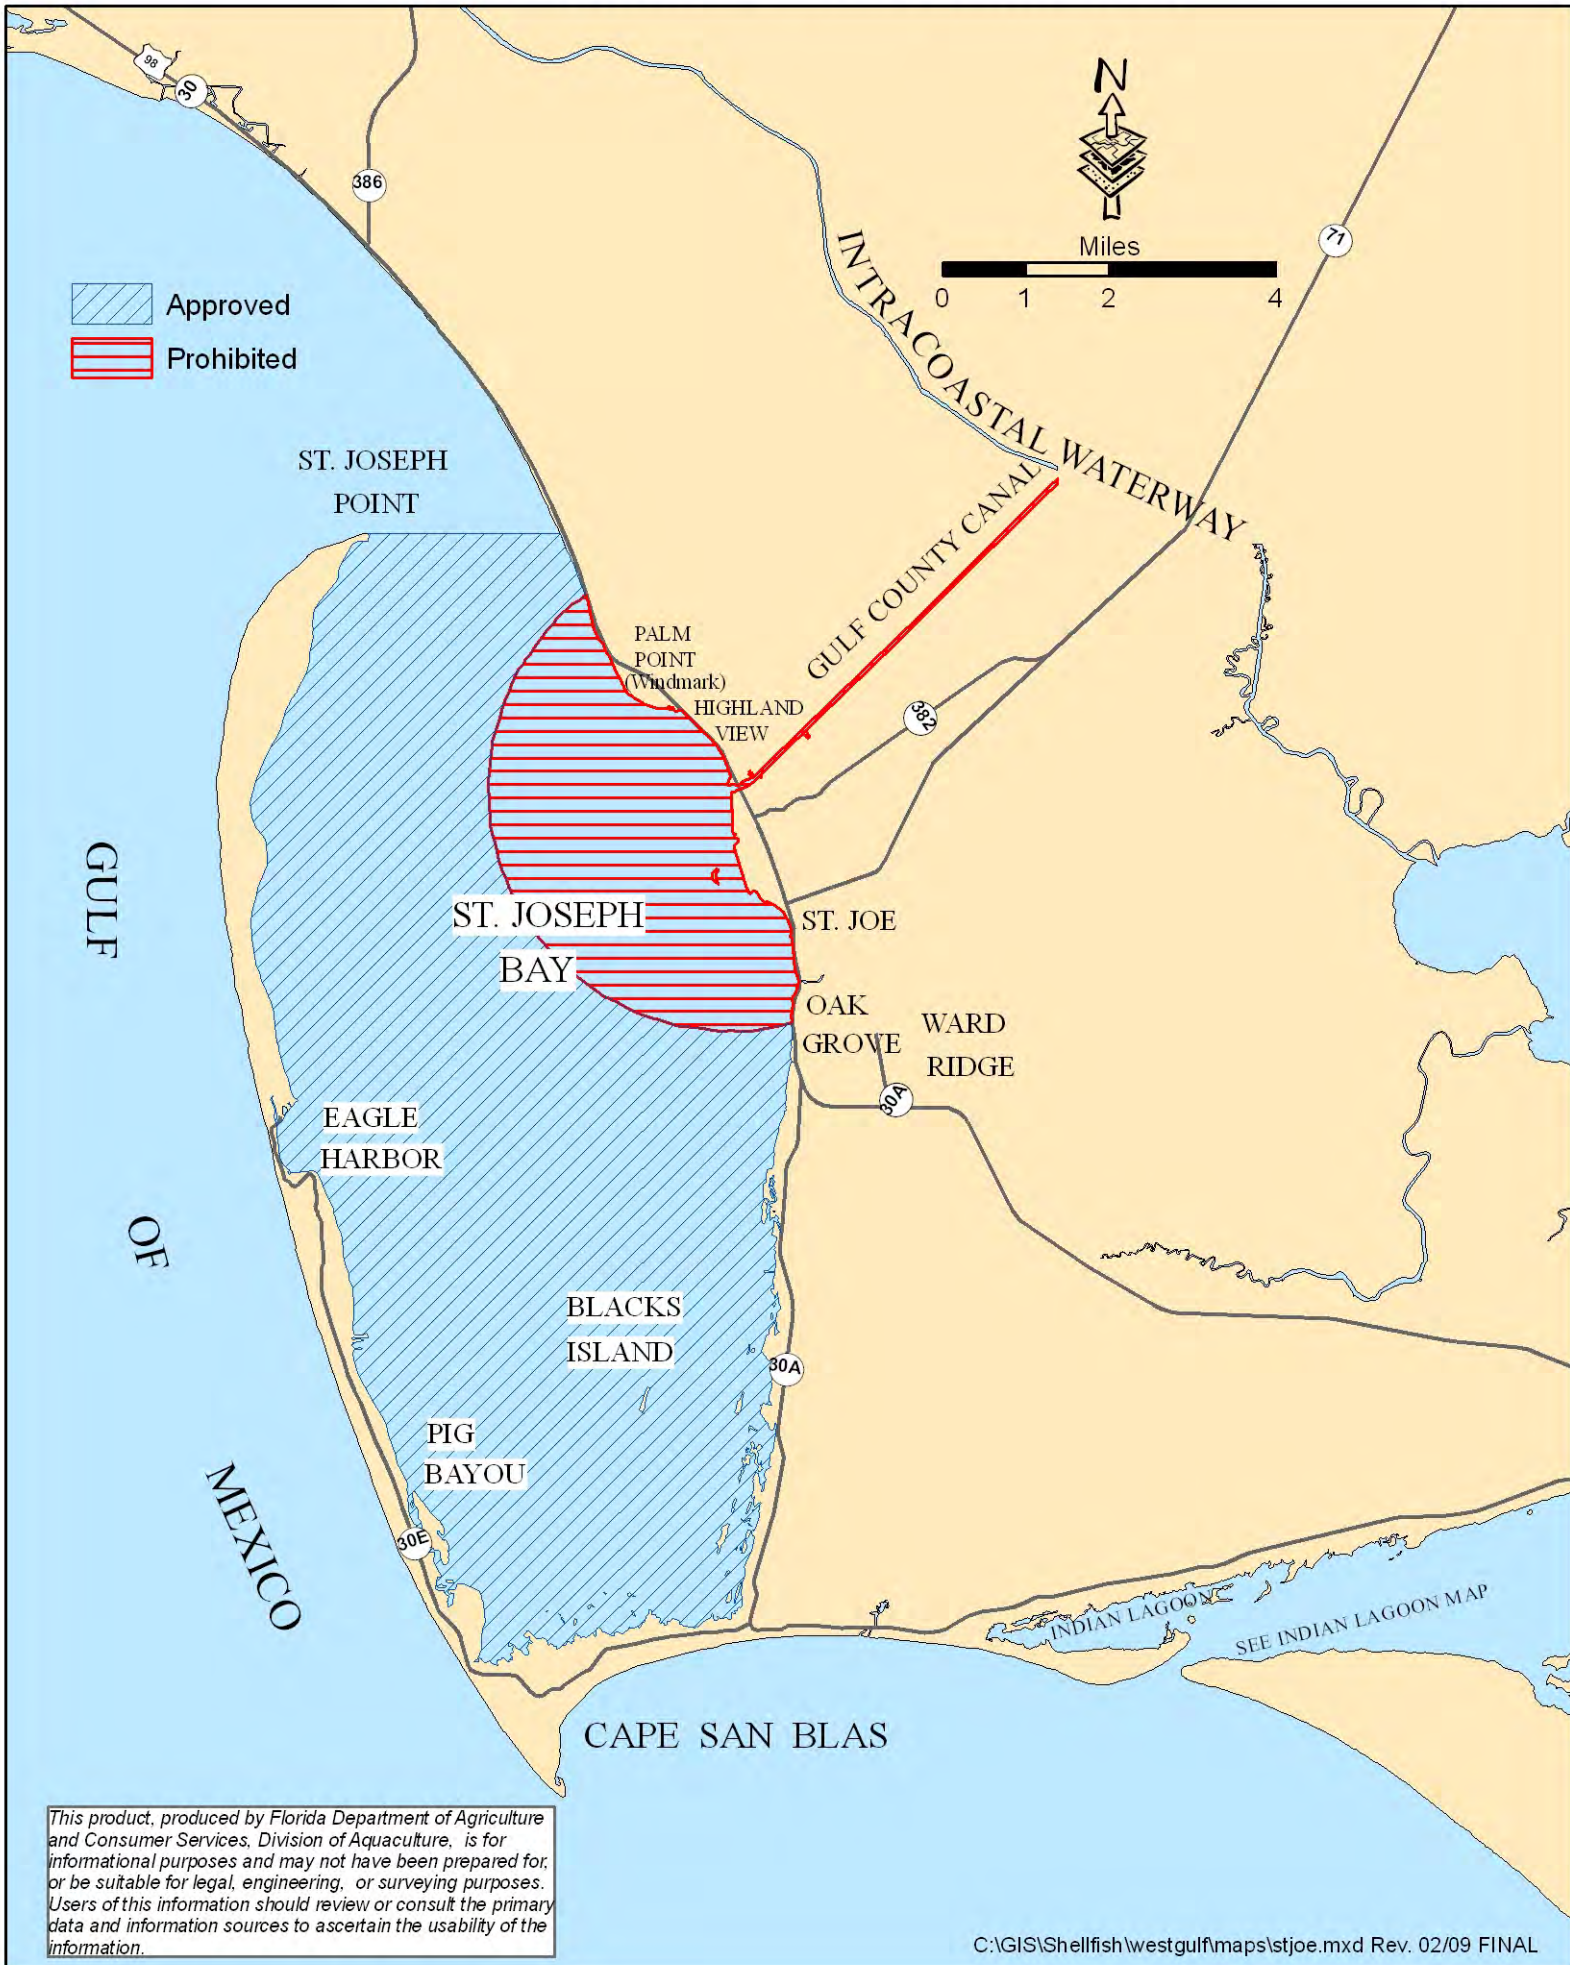 98
30
386
N
71
Miles
0 1 2 4
Approved
Prohibited
INTRACOASTAL WATERWAY
ST. JOSEPH
POINT
GULF COUNTY CANAL
PALM
POINT
(Windmark)
HIGHLAND
VIEW
382
GULF
OF
MEXICO
ST. JOSEPH
BAY
ST. JOE
OAK
GROVE
WARD
RIDGE
30A
EAGLE
HARBOR
BLACKS
ISLAND
30A
PIG
BAYOU
30E
INDIAN LAGOON
SEE INDIAN LAGOON MAP
CAPE SAN BLAS
This product, produced by Florida Department of Agriculture
and Consumer Services, Division of Aquaculture, is for
informational purposes and may not have been prepared for,
or be suitable for legal, engineering, or surveying purposes.
Users of this information should review or consult the primary
data and information sources to ascertain the usability of the
information.
C:\GIS\Shellfish\westgulf\maps\stjoe.mxd Rev. 02/09 FINAL